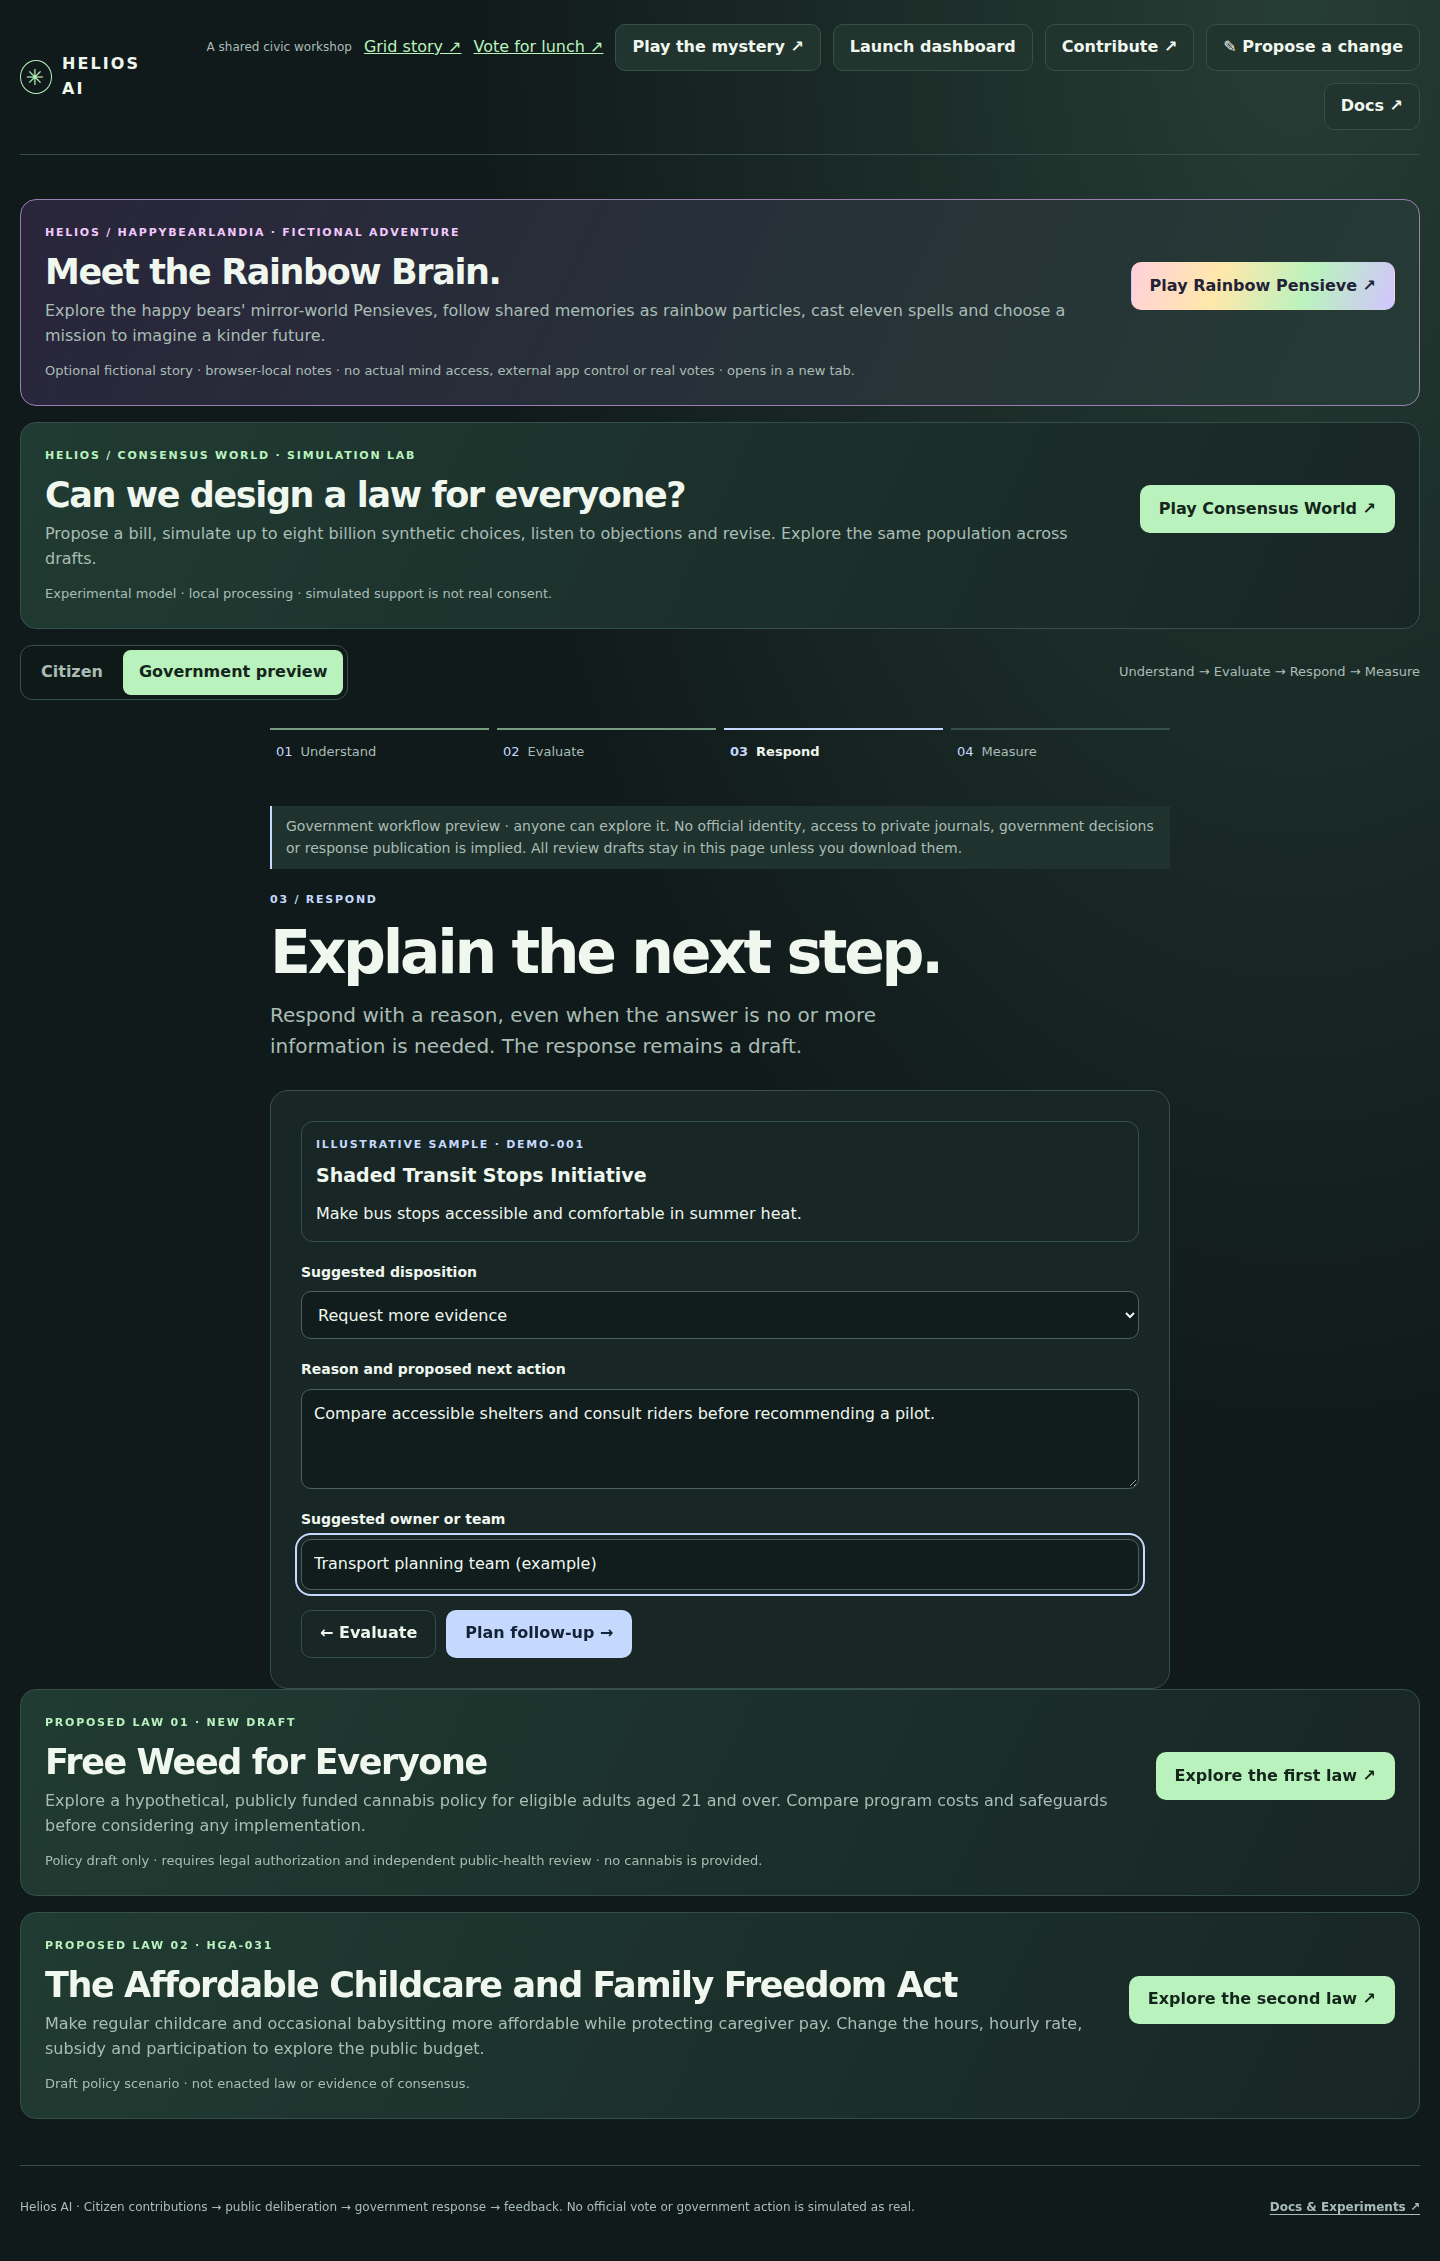 HELIOS
AI
A shared civic workshop
Grid story ↗
Vote for lunch ↗
Play the mystery ↗
Launch dashboard
Contribute ↗
✎ Propose a change
Docs ↗
HELIOS / HAPPYBEARLANDIA · FICTIONAL ADVENTURE
Meet the Rainbow Brain.
Explore the happy bears' mirror-world Pensieves, follow shared memories as rainbow particles, cast eleven spells and choose a
mission to imagine a kinder future.
Optional fictional story · browser-local notes · no actual mind access, external app control or real votes · opens in a new tab.
Play Rainbow Pensieve ↗
HELIOS / CONSENSUS WORLD · SIMULATION LAB
Can we design a law for everyone?
Propose a bill, simulate up to eight billion synthetic choices, listen to objections and revise. Explore the same population across
drafts.
Experimental model · local processing · simulated support is not real consent.
Play Consensus World ↗
Citizen
Government preview
Understand → Evaluate → Respond → Measure
01 Understand
02 Evaluate
03 Respond
04 Measure
Government workflow preview · anyone can explore it. No official identity, access to private journals, government decisions
or response publication is implied. All review drafts stay in this page unless you download them.
03 / RESPOND
Explain the next step.
Respond with a reason, even when the answer is no or more
information is needed. The response remains a draft.
ILLUSTRATIVE SAMPLE · DEMO-001
Shaded Transit Stops Initiative
Make bus stops accessible and comfortable in summer heat.
Suggested disposition
Request more evidence
Reason and proposed next action
Compare accessible shelters and consult riders before recommending a pilot.
Suggested owner or team
Transport planning team (example)
← Evaluate
Plan follow-up →
PROPOSED LAW 01 · NEW DRAFT
Free Weed for Everyone
Explore a hypothetical, publicly funded cannabis policy for eligible adults aged 21 and over. Compare program costs and safeguards
before considering any implementation.
Policy draft only · requires legal authorization and independent public-health review · no cannabis is provided.
Explore the first law ↗
PROPOSED LAW 02 · HGA-031
The Affordable Childcare and Family Freedom Act
Make regular childcare and occasional babysitting more affordable while protecting caregiver pay. Change the hours, hourly rate,
subsidy and participation to explore the public budget.
Draft policy scenario · not enacted law or evidence of consensus.
Explore the second law ↗
Helios AI · Citizen contributions → public deliberation → government response → feedback. No official vote or government action is simulated as real.
Docs & Experiments ↗